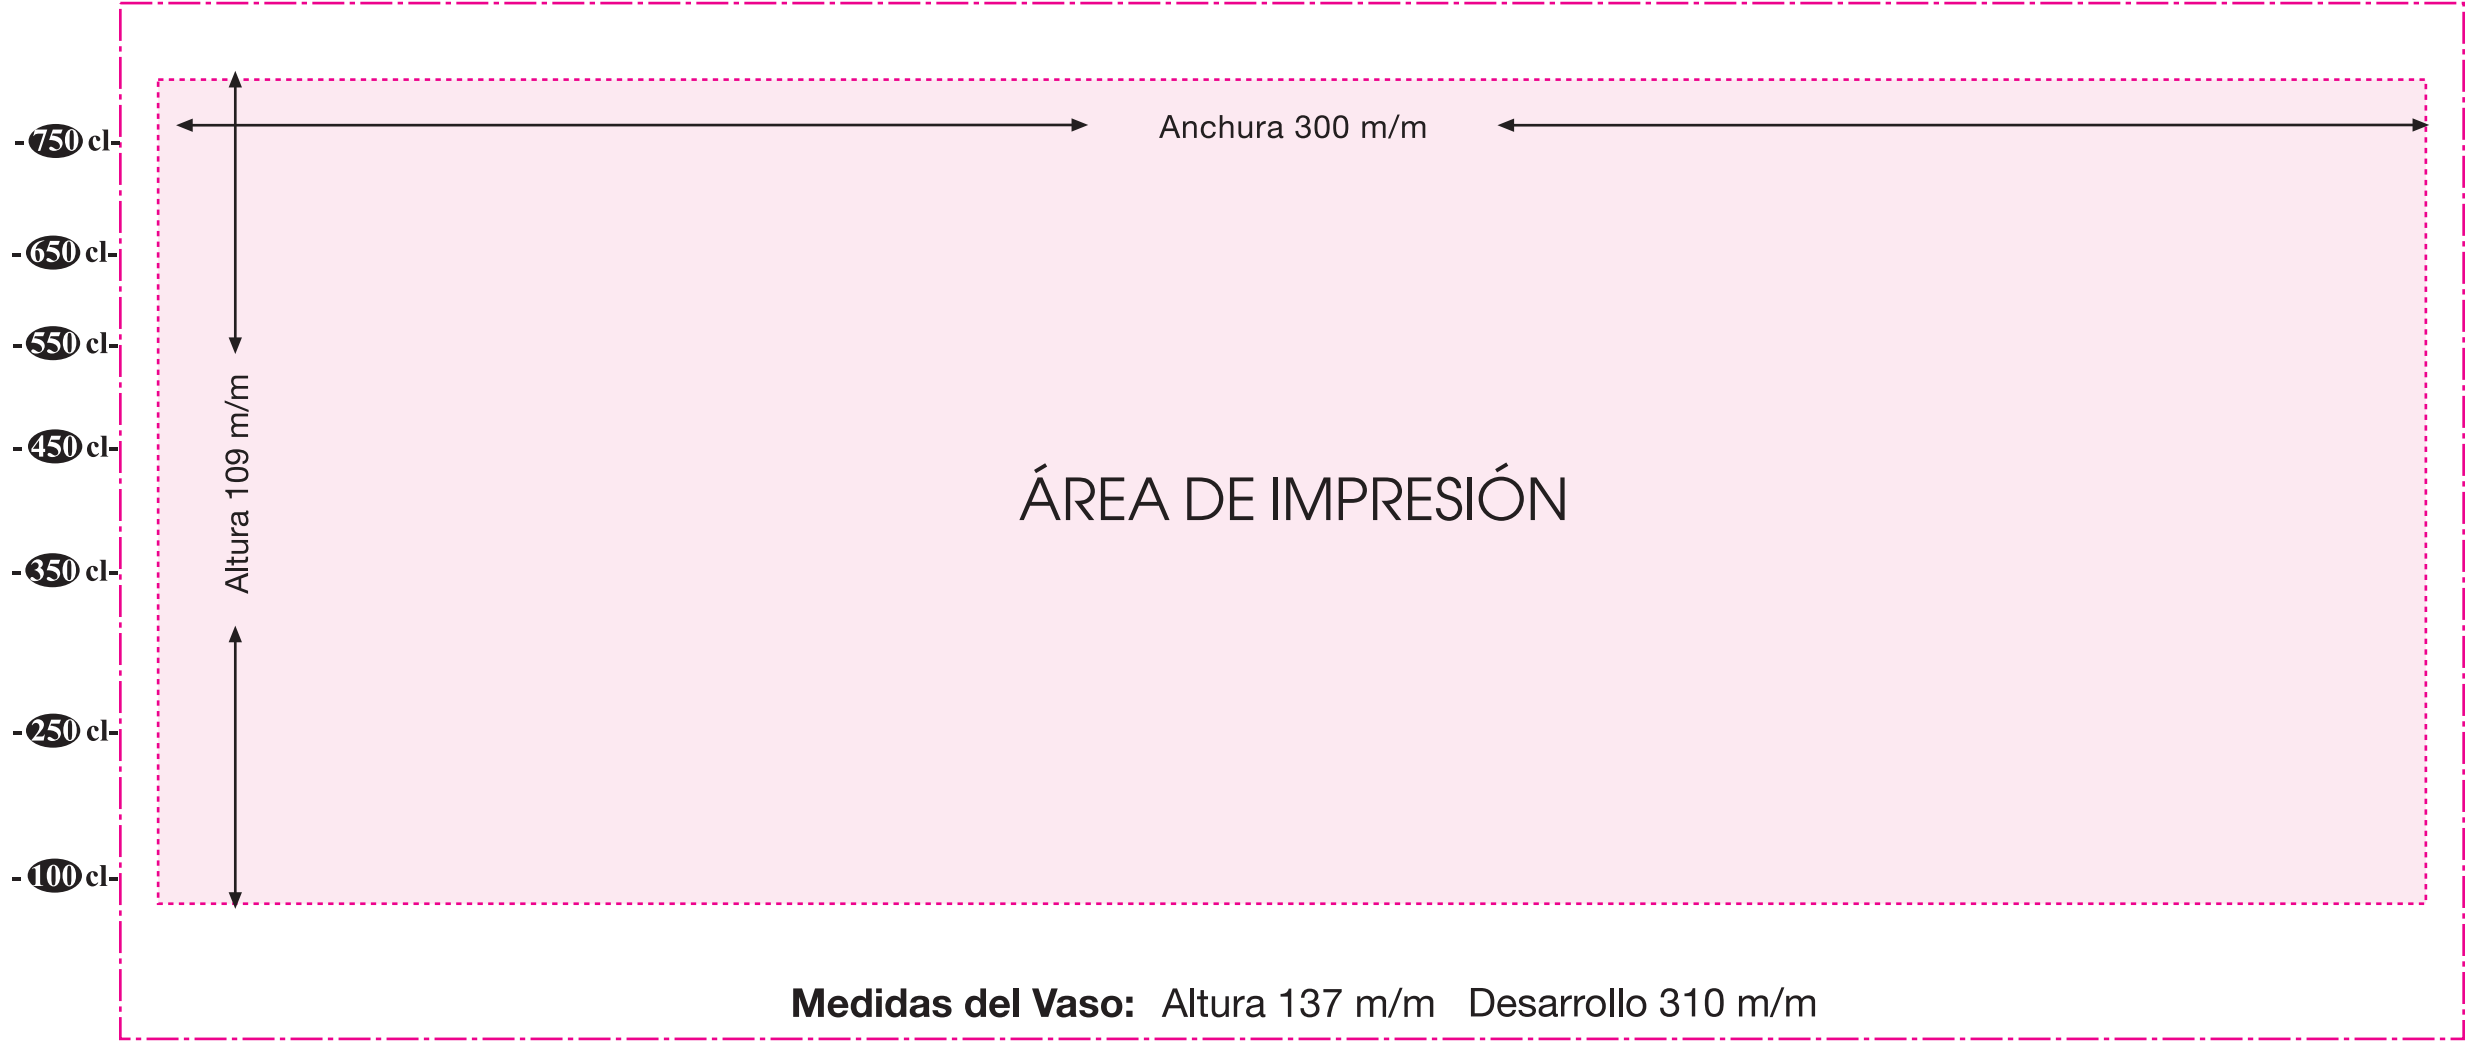 Anchura 300 m/m
-750 cl-
-650 cl-
-550 cl-
-450 cl-
Altura 109 m/m
ÁREA DE IMPRESIÓN
-350 cl-
-250 cl-
-100 cl-
Medidas del Vaso: Altura 137 m/m Desarrollo 310 m/m